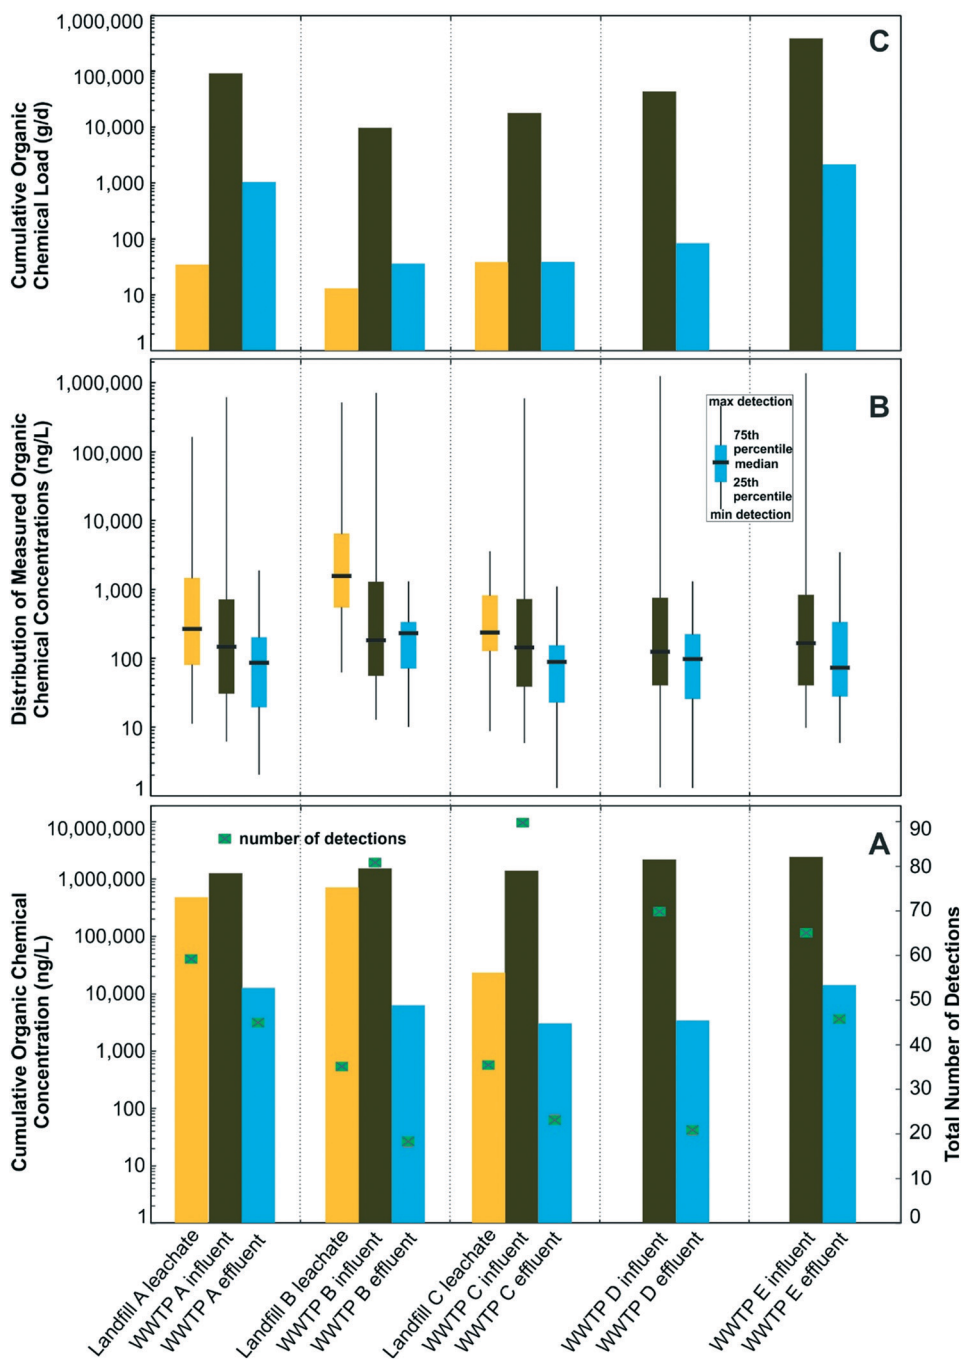 C
Cumulative Organic
Chemical Load (g/d)
1,000,000
100,000
10,000
1,000
100
10
1
B
Distribution of Measured Organic
Chemical Concentrations (ng/L)
1,000,000
100,000
10,000
1,000
100
10
1
max detection
75th
percentile
median
25th
percentile
min detection
A
Cumulative Organic Chemical
Concentration (ng/L)
10,000,000
1,000,000
100,000
10,000
1,000
100
10
1
number of detections
90
80
70
60
50
40
30
20
10
0
Total Number of Detections
Landfill A leachate
WWTP A influent
WWTP A effluent
Landfill B leachate
WWTP B influent
WWTP B effluent
Landfill C leachate
WWTP C influent
WWTP C effluent
WWTP D influent
WWTP D effluent
WWTP E influent
WWTP E effluent